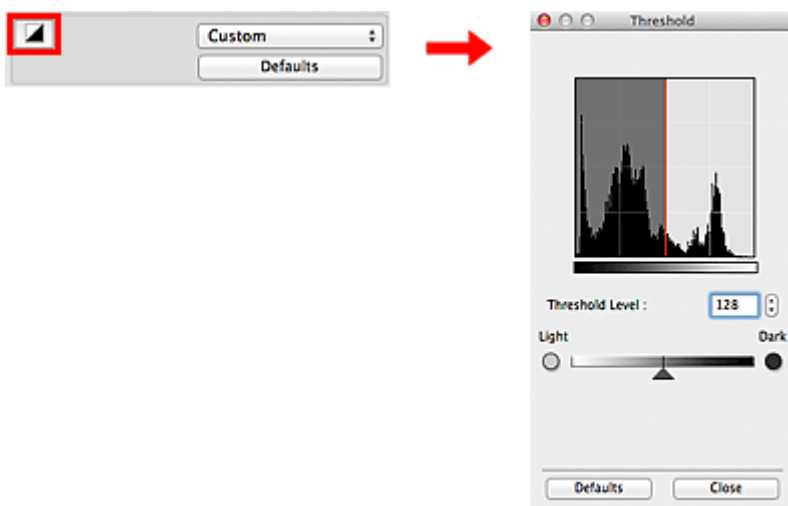 Custom
Defaults
Threshold
Threshold Level :
128
Light
Dark
Defaults
Close